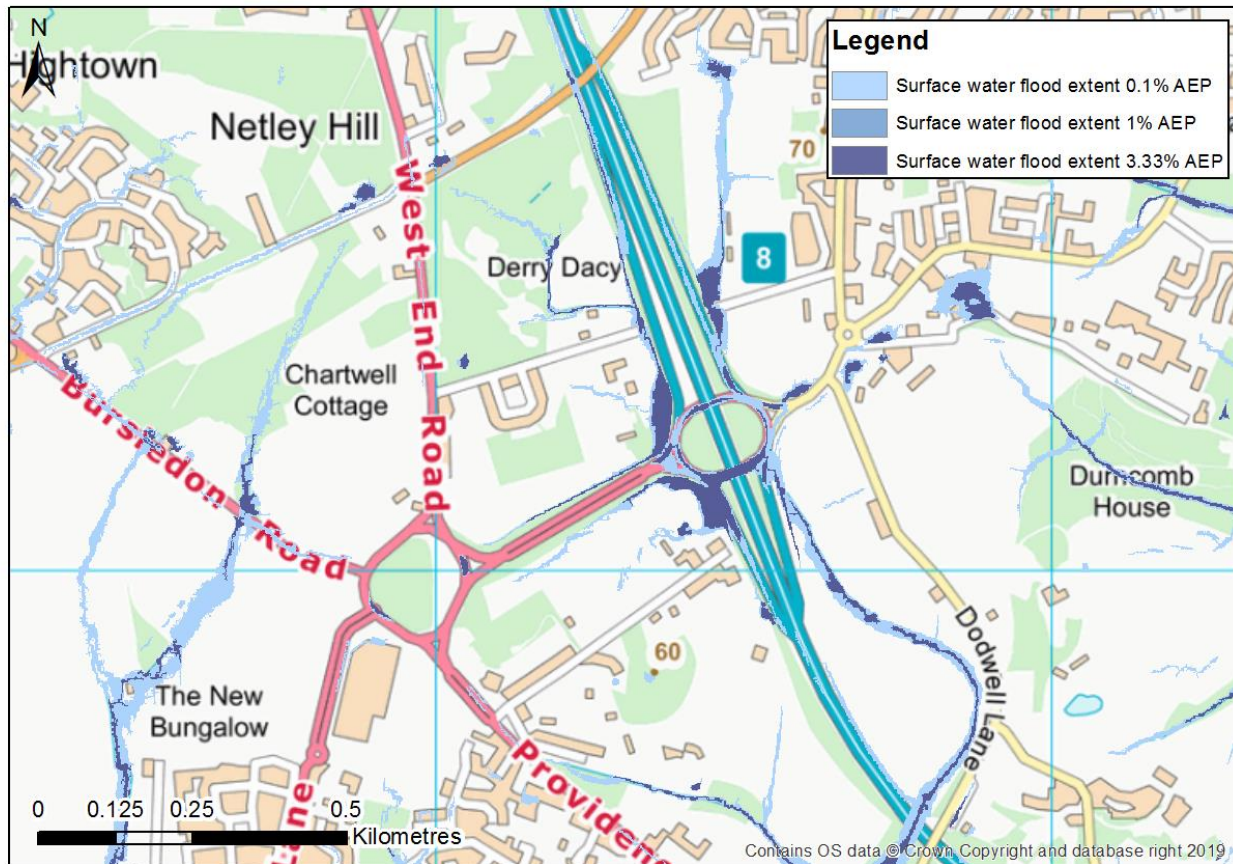 N
Hightown
Netley Hill
West End Road
Derry Dacy
8
70
Chartwell
Cottage
Bursledon Road
Dumcomb
House
60
Dodwell Lane
The New
Bungalow
Providenc
Lane
Legend
Surface water flood extent 0.1% AEP
Surface water flood extent 1% AEP
Surface water flood extent 3.33% AEP
0 0.125 0.25 0.5
Kilometres
Contains OS data © Crown Copyright and database right 2019